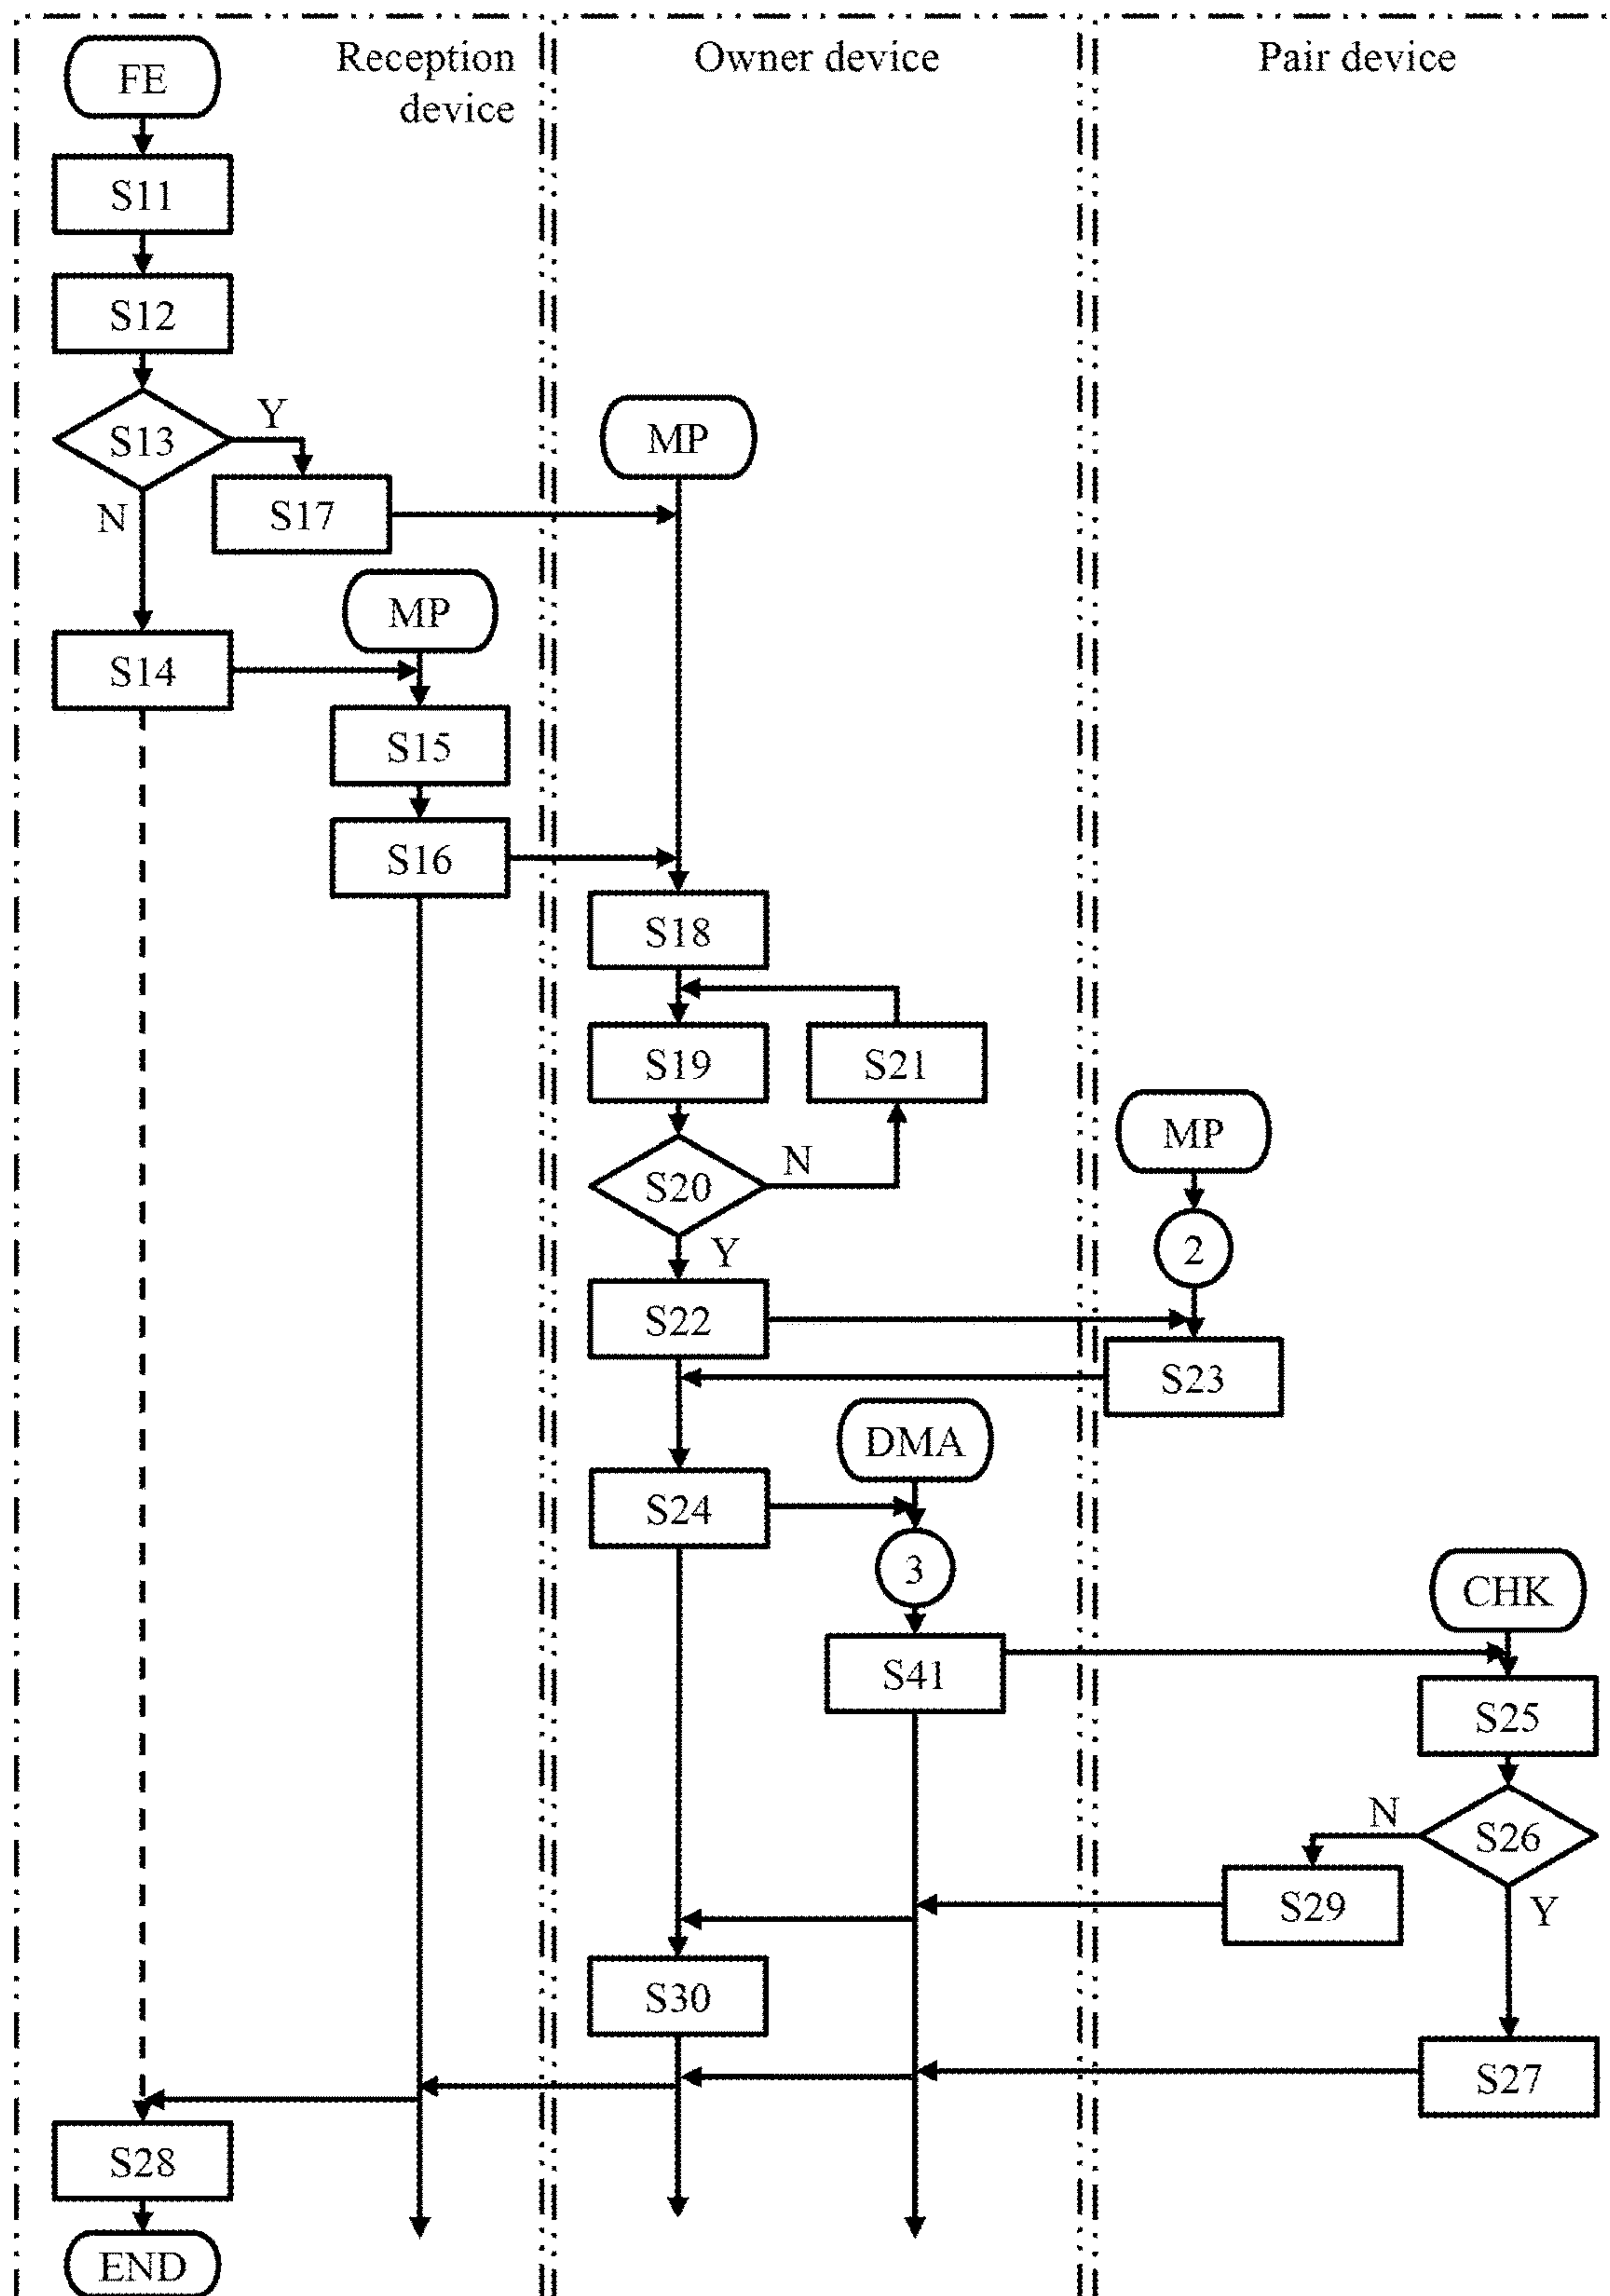 Reception
device
Owner device
Pair device
FE
S11
S12
S13
Y
N
S17
MP
MP
S14
S15
S16
S18
S19
S21
S20
N
Y
MP
2
S22
S23
DMA
S24
3
CHK
S41
S25
S26
N
Y
S29
S30
S27
S28
END